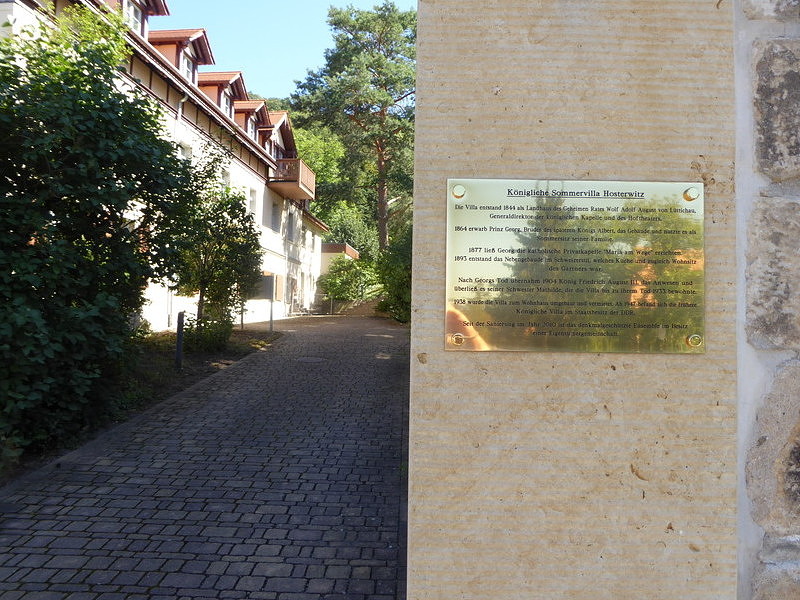 Königliche Sommervilla Hosterwitz
Die Villa entstand 1844 als Landhaus des Geheimen Rates Wolf Adolf August von Lüttichau,
Generaldirektor der königlichen Kapelle und des Hoftheaters.
1864 erwarb Prinz Georg, Bruder des späteren Königs Albert, das Gebäude und nutzte es als
Sommersitz seiner Familie.
1877 ließ Georg die katholische Privatkapelle "Maria am Wege" errichten.
1893 entstand das Nebengebäude im Schweizerstil, welches Küche und zugleich Wohnsitz
des Gärtners war.
Nach Georgs Tod übernahm 1904 König Friedrich August III. das Anwesen und
überließ es seiner Schwester Mathilde, die die Villa bis zu ihrem Tod 1933 bewohnte.
1938 wurde die Villa zum Wohnhaus umgebaut und vermietet. Ab 1947 befand sich die frühere
Königliche Villa im Staatsbesitz der DDR.
Seit der Sanierung im Jahr 2010 ist das denkmalgeschützte Ensemble im Besitz
einer Eigentümergemeinschaft.